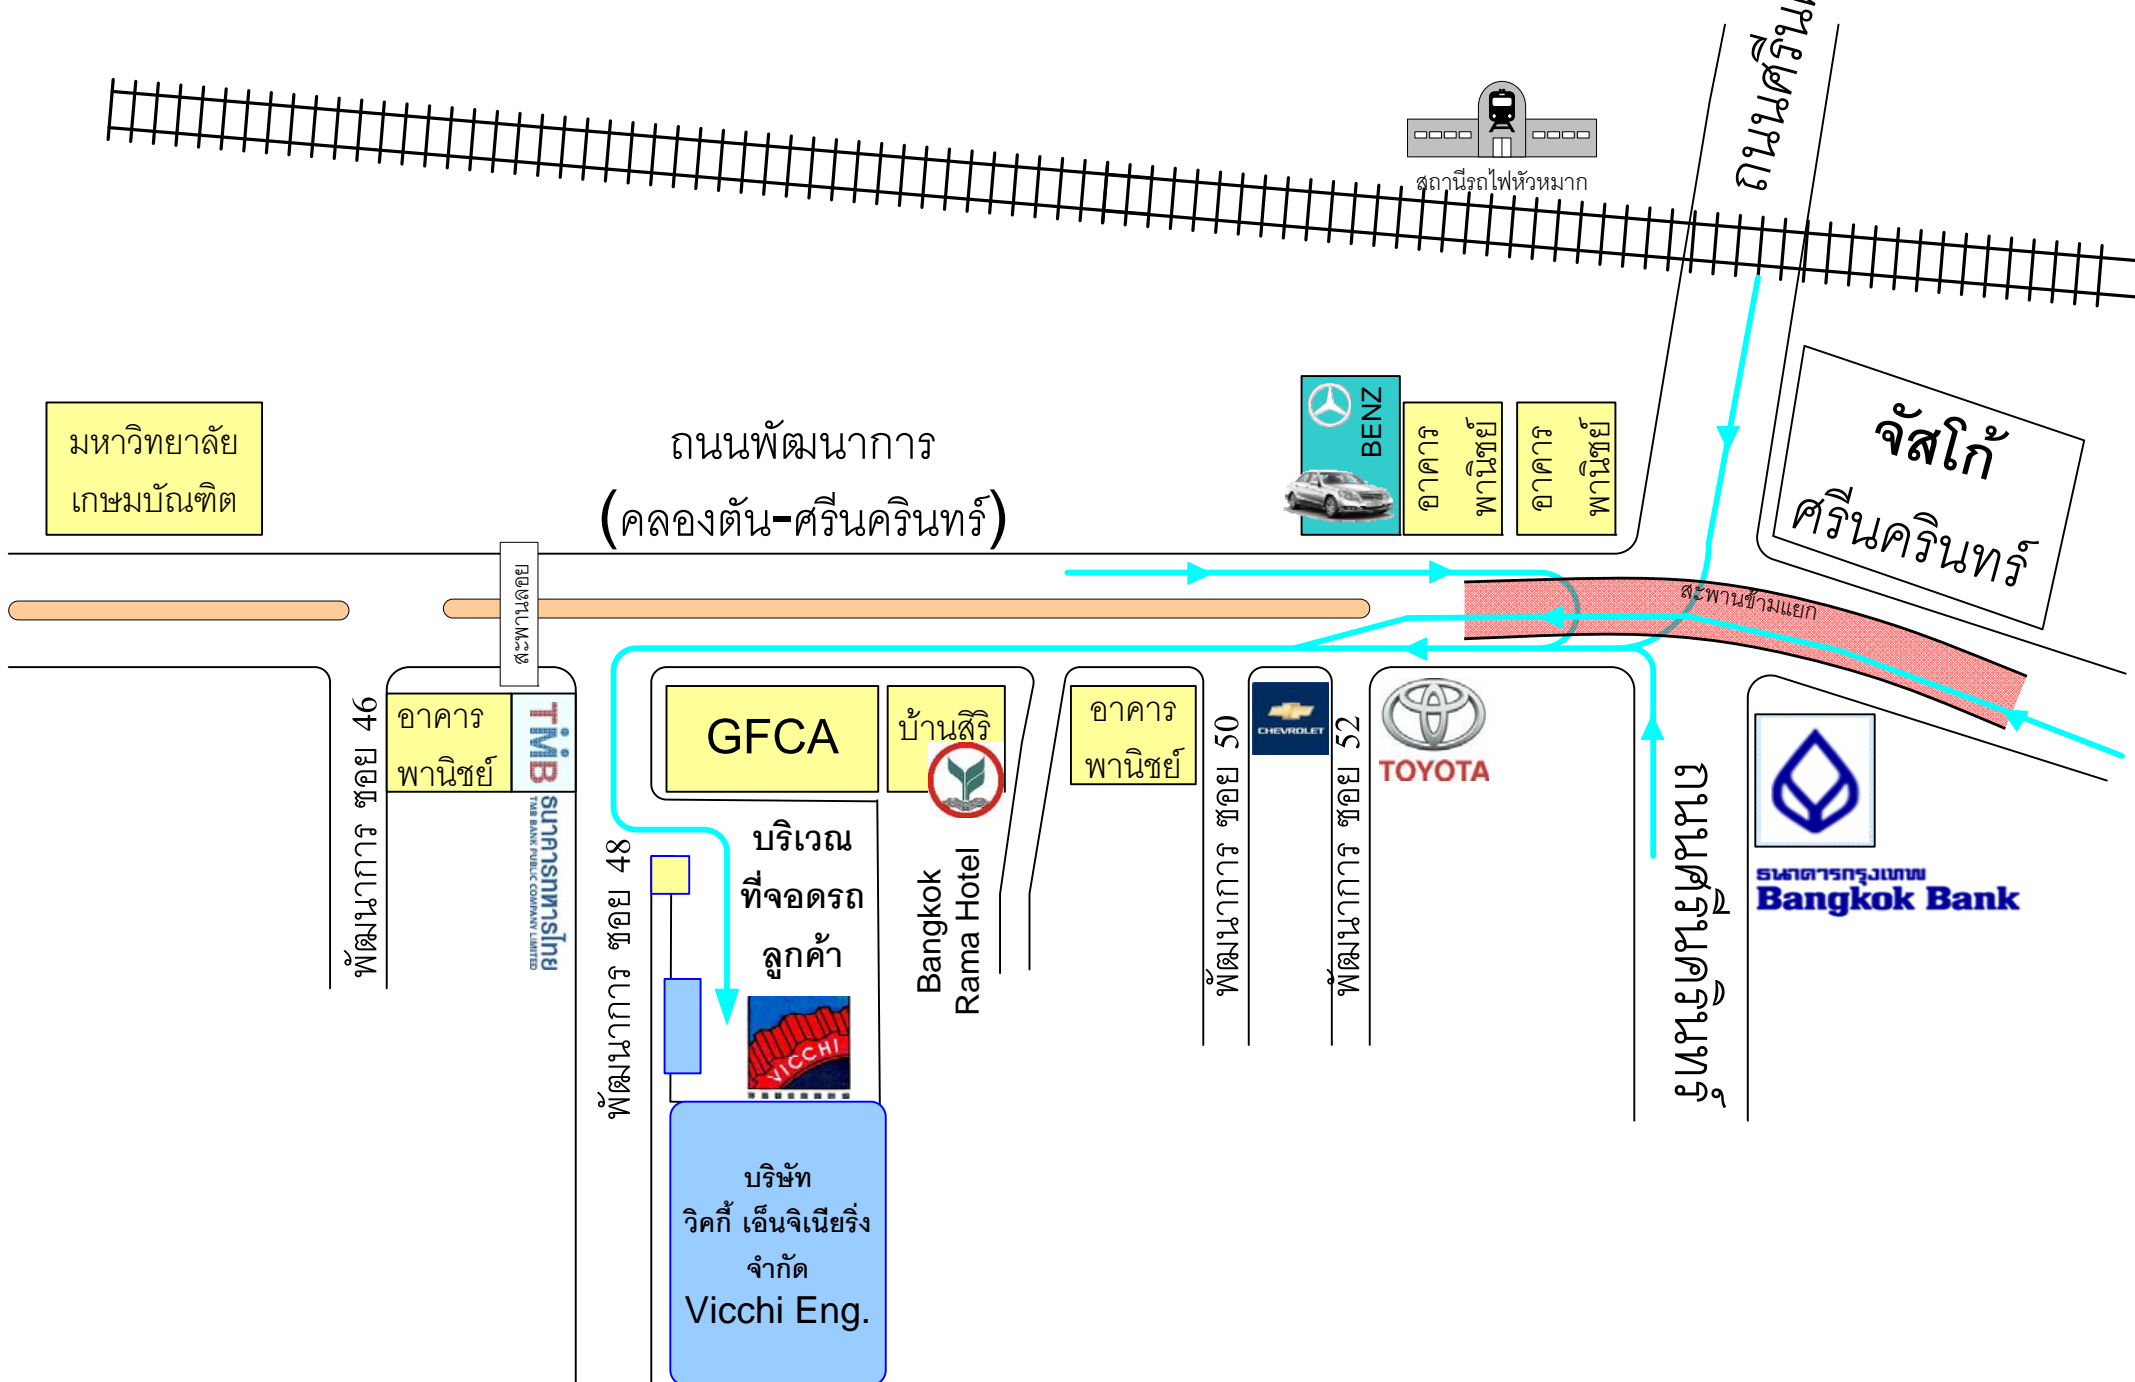 ถนนศรีนค
สถานีรถไฟหัวหมาก
มหาวิทยาลัย
เกษมบัณฑิต
ถนนพัฒนาการ
(คลองตัน-ศรีนครินทร์)
BENZ
อาคาร
พานิชย์
อาคาร
พานิชย์
จัสโก้
ศรีนครินทร์
สะพานลอย
สะพานข้ามแยก
พัฒนาการ ซอย 46
อาคาร
พานิชย์
TMB
ธนาคารทหารไทย
TMB BANK PUBLIC COMPANY LIMITED
พัฒนาการ ซอย 48
GFCA
บ้านสิริ
บริเวณ
ที่จอดรถ
ลูกค้า
Bangkok
Rama Hotel
อาคาร
พานิชย์
พัฒนาการ ซอย 50
CHEVROLET
พัฒนาการ ซอย 52
TOYOTA
ถนนศรีนครินทร์
ธนาคารกรุงเทพ
Bangkok Bank
VICCHI
บริษัท
วิคกี้ เอ็นจิเนียริ่ง
จำกัด
Vicchi Eng.